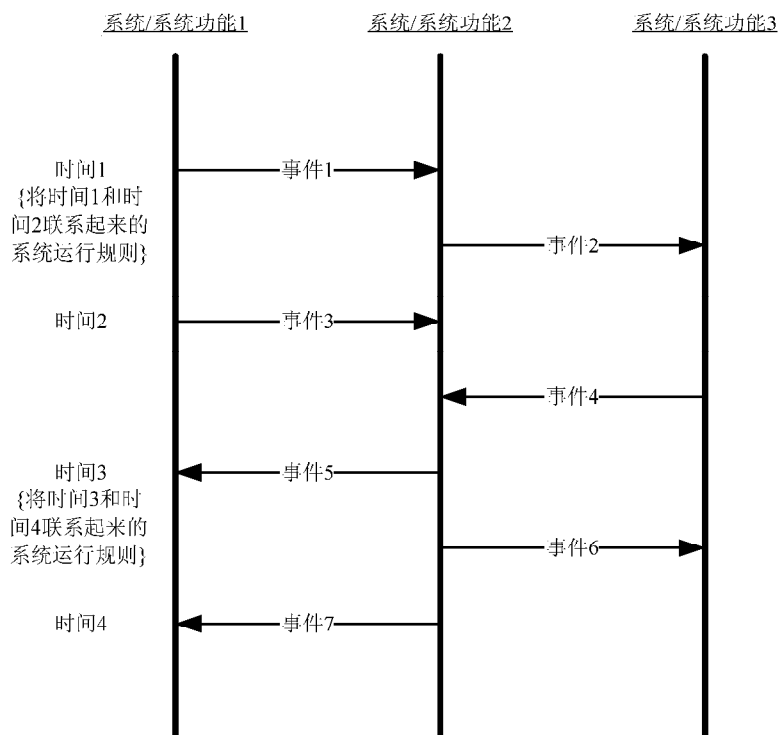 系统/系统功能1 系统/系统功能2 系统/系统功能3
时间1
{将时间1和时
间2联系起来的
系统运行规则}
事件1
事件2
时间2
事件3
事件4
时间3
{将时间3和时
间4联系起来的
系统运行规则}
事件5
事件6
时间4
事件7